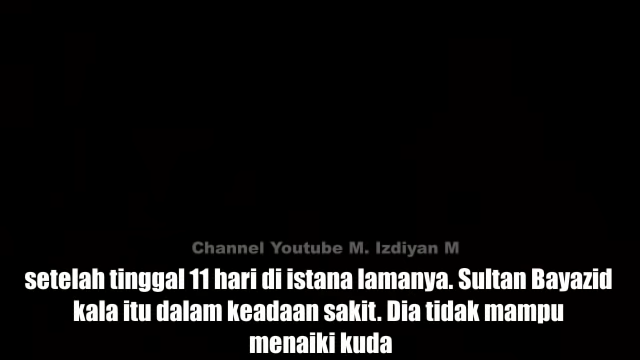 Channel Youtube M. Izdiyan M
setelah tinggal 11 hari di istana lamanya. Sultan Bayazid
kala itu dalam keadaan sakit. Dia tidak mampu
menaiki kuda